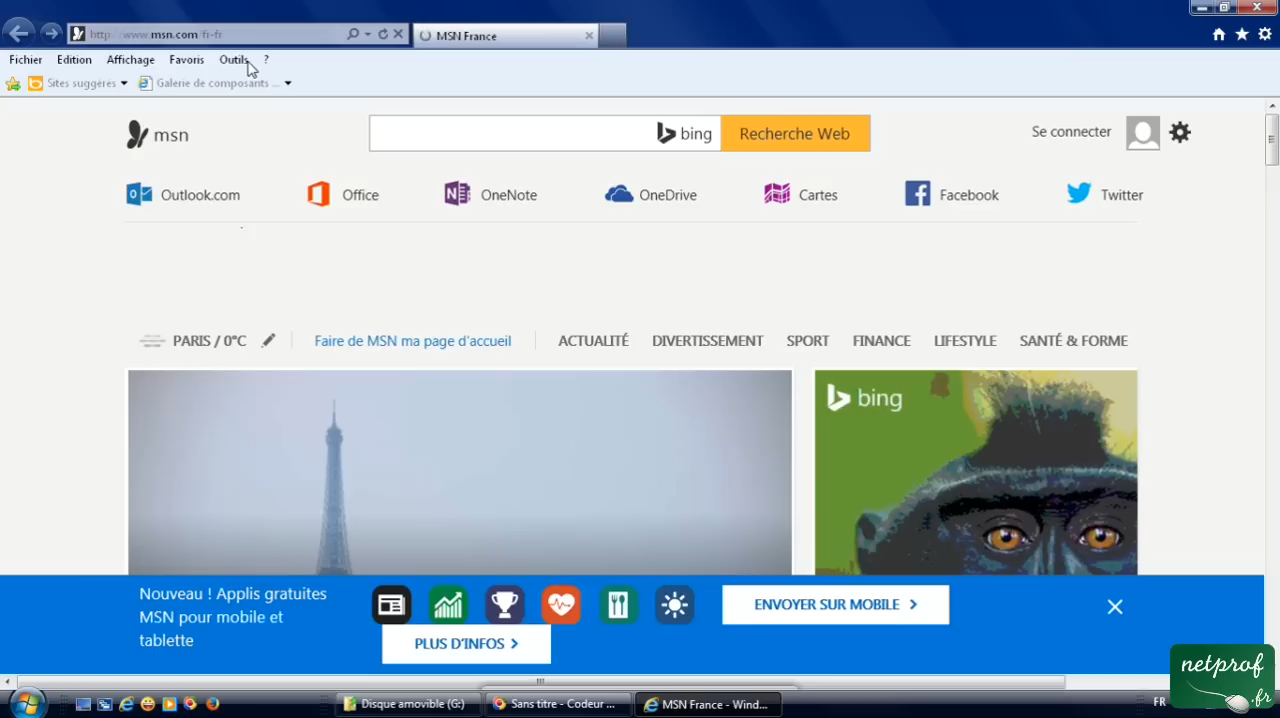 http://www.msn.com/fr-fr
MSN France
Fichier Edition Affichage Favoris Outils ?
Sites suggérés Galerie de composants ...
msn
bing
Recherche Web
Se connecter
Outlook.com Office OneNote OneDrive Cartes Facebook Twitter
PARIS / 0°C Faire de MSN ma page d'accueil ACTUALITÉ DIVERTISSEMENT SPORT FINANCE LIFESTYLE SANTÉ & FORME
bing
Nouveau ! Applis gratuites
MSN pour mobile et
tablette
ENVOYER SUR MOBILE
PLUS D'INFOS
netprof
.fr
Disque amovible (G:) Sans titre - Codeur ... MSN France - Wind... FR